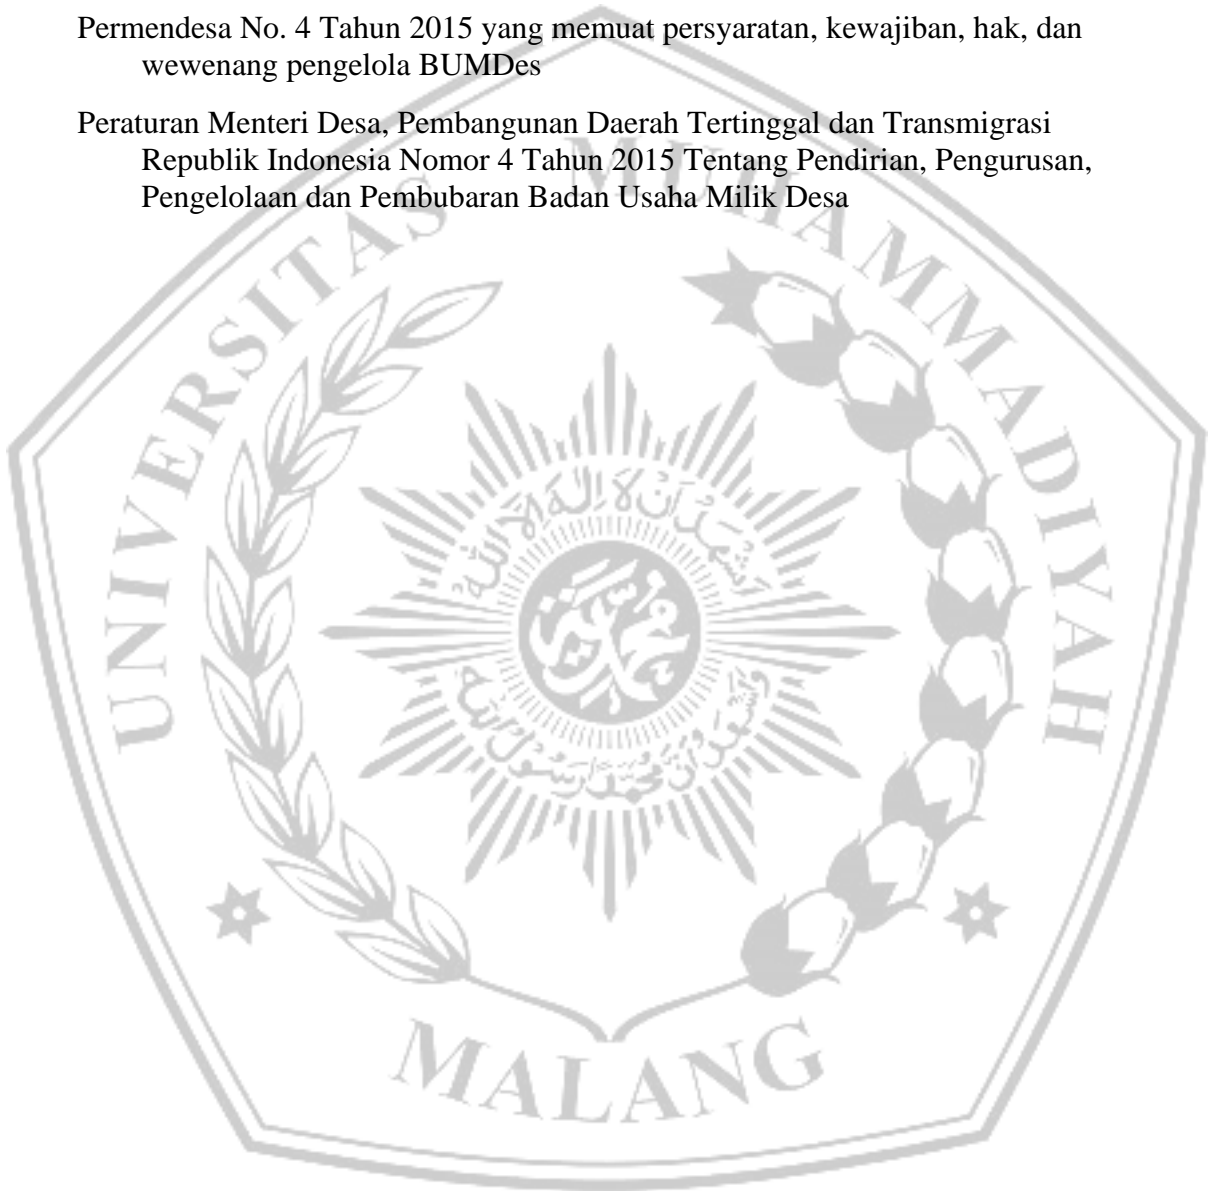 Permendesa No. 4 Tahun 2015 yang memuat persyaratan, kewajiban, hak, dan
wewenang pengelola BUMDes
Peraturan Menteri Desa, Pembangunan Daerah Tertinggal dan Transmigrasi
Republik Indonesia Nomor 4 Tahun 2015 Tentang Pendirian, Pengurusan,
Pengelolaan dan Pembubaran Badan Usaha Milik Desa
UNIVERSITAS MUHAMMADIYAH
MALANG